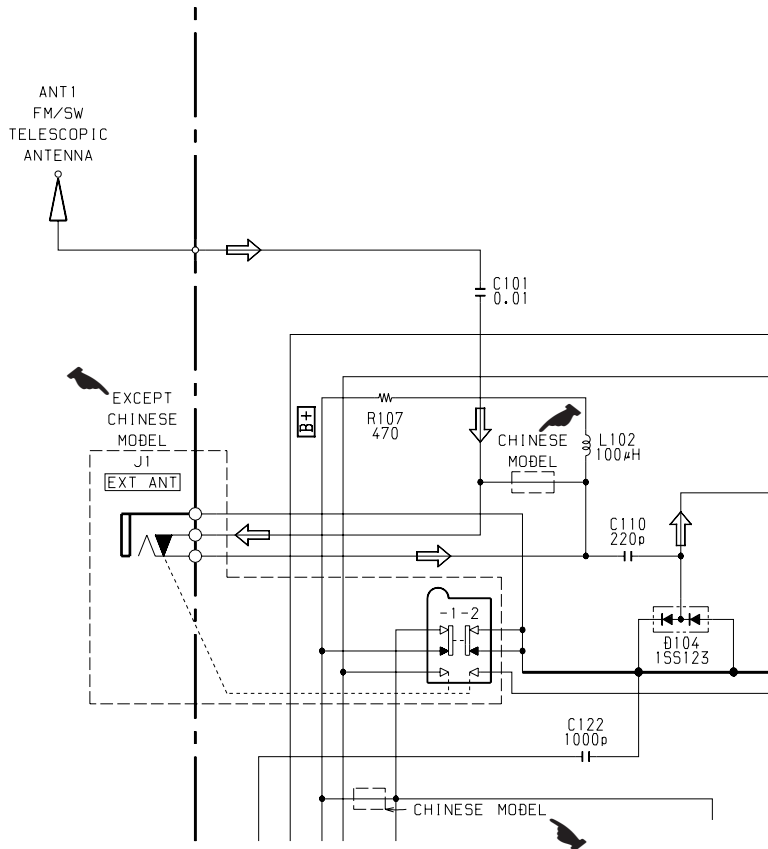 ANT1
FM/SW
TELESCOPIC
ANTENNA
C101
0.01
EXCEPT
CHINESE
MODEL
B+
R107
470
CHINESE
MODEL
L102
100μH
J1
EXT ANT
C110
220p
-1-2
D104
1SS123
C122
1000p
CHINESE MODEL